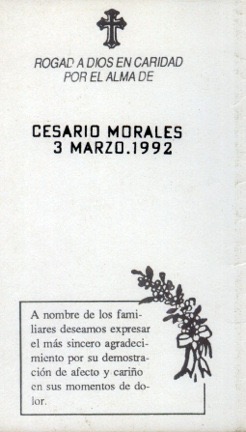 ROGAD A DIOS EN CARIDAD
POR EL ALMA DE
CESARIO MORALES
3 MARZO.1992
A nombre de los fami-
liares deseamos expresar
el más sincero agradeci-
miento por su demostra-
ción de afecto y cariño
en sus momentos de do-
lor.